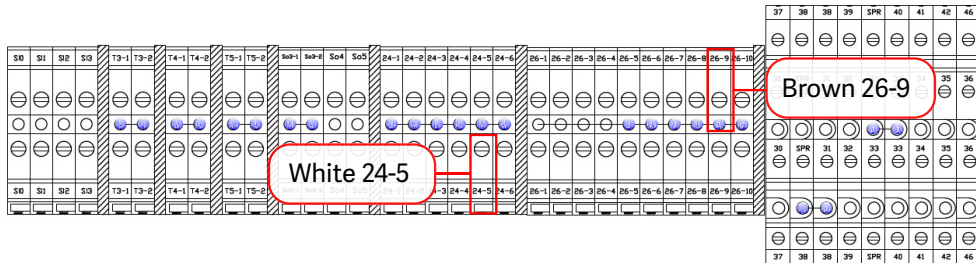 37 38 38 39 SPR 40 41 42 46
SI0 SI1 SI2 SI3 T3-1 T3-2 T4-1 T4-2 T5-1 T5-2 So3-1 So3-2 So4 So5 24-1 24-2 24-3 24-4 24-5 24-6 26-1 26-2 26-3 26-4 26-5 26-6 26-7 26-8 26-9 26-10
35 36
Brown 26-9
30 SPR 31 32 33 33 34 35 36
White 24-5
SI0 SI1 SI2 SI3 T3-1 T3-2 T4-1 T4-2 T5-1 T5-2 So4 So5 24-3 24-4 24-5 24-6 26-1 26-2 26-3 26-4 26-5 26-6 26-7 26-8 26-9 26-10
37 38 38 39 SPR 40 41 42 46